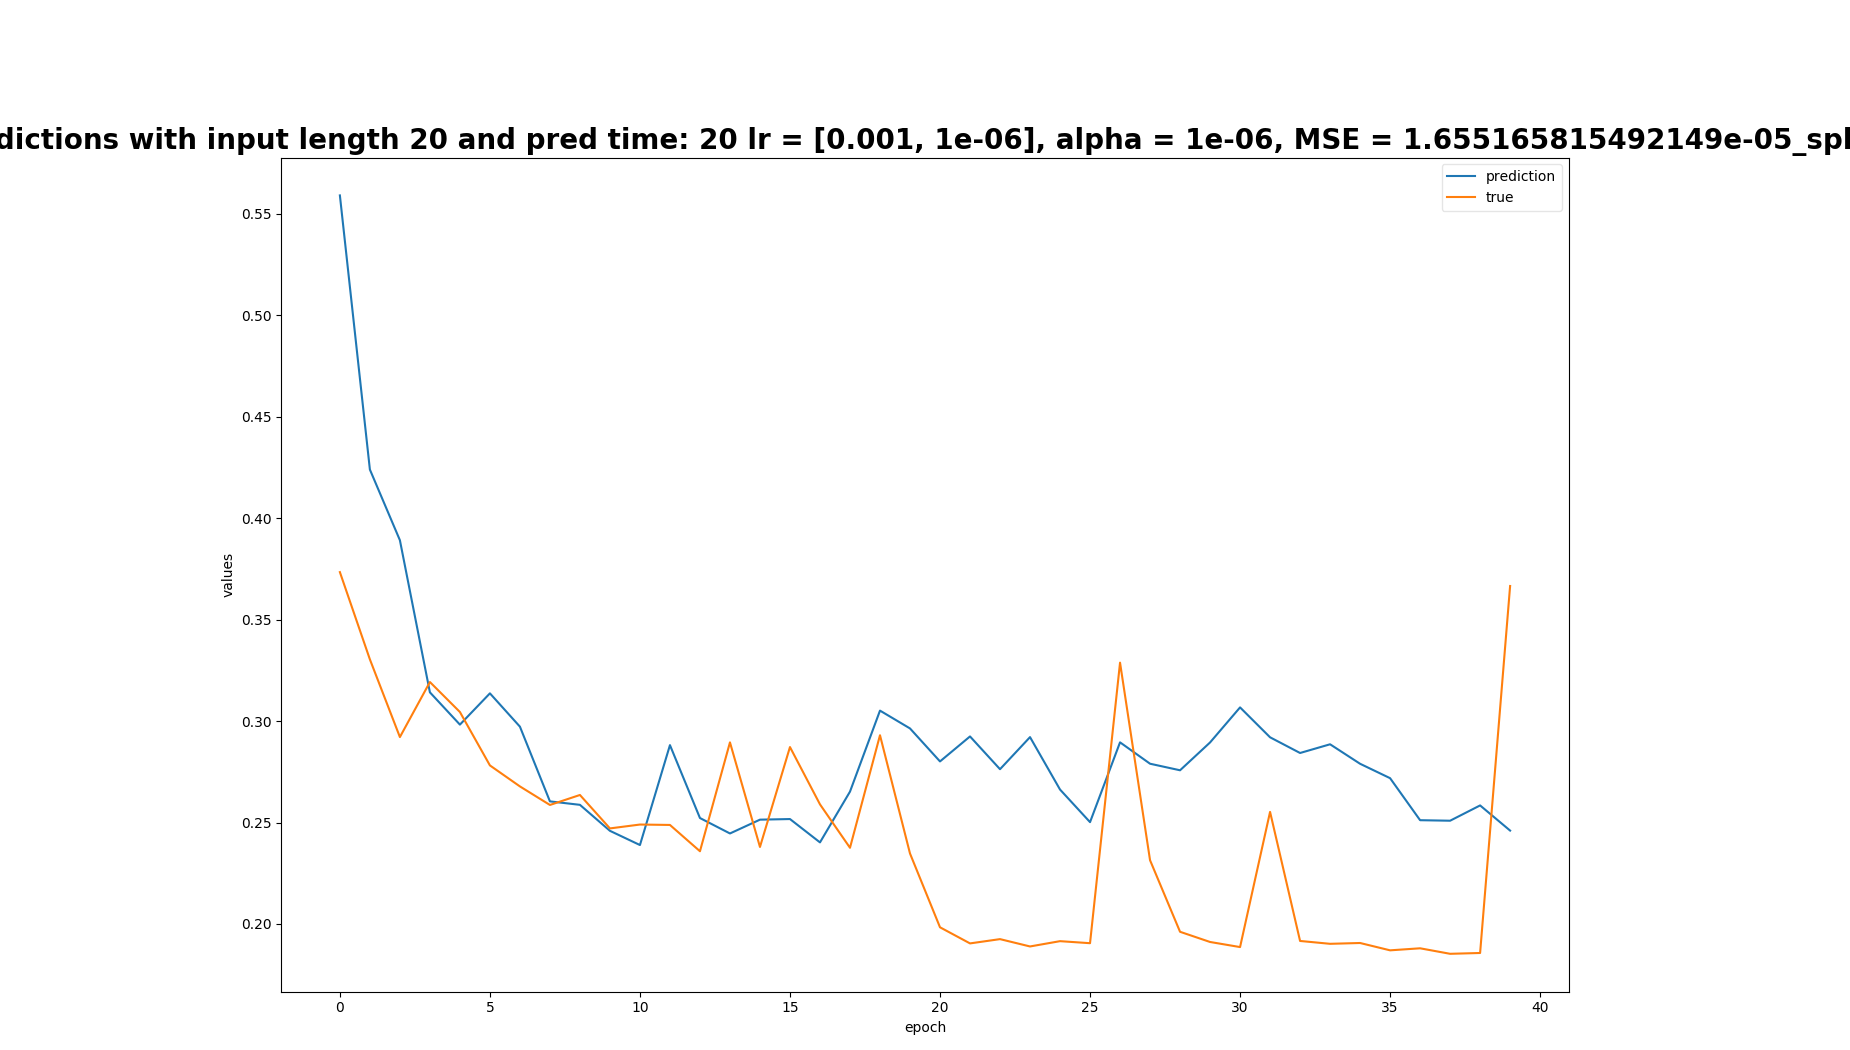 dictions with input length 20 and pred time: 20 lr = [0.001, 1e-06], alpha = 1e-06, MSE = 1.655165815492149e-05_spl
prediction
true
0.55
0.50
0.45
0.40
0.35
0.30
0.25
0.20
values
0 5 10 15 20 25 30 35 40
epoch